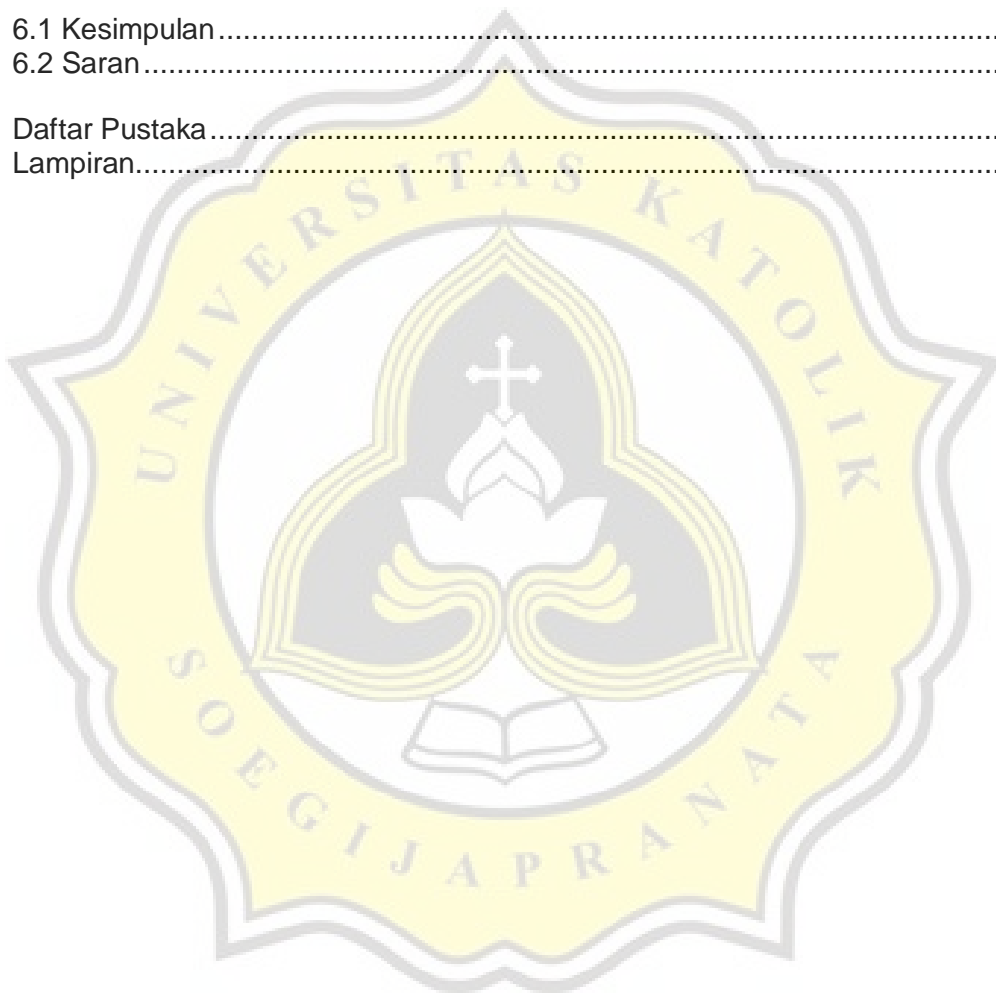 6.1 Kesimpulan........................................................................................................
6.2 Saran.................................................................................................................
Daftar Pustaka........................................................................................................
Lampiran.................................................................................................................
UNIVERSITAS KATOLIK
SOEGIJAPRANATA